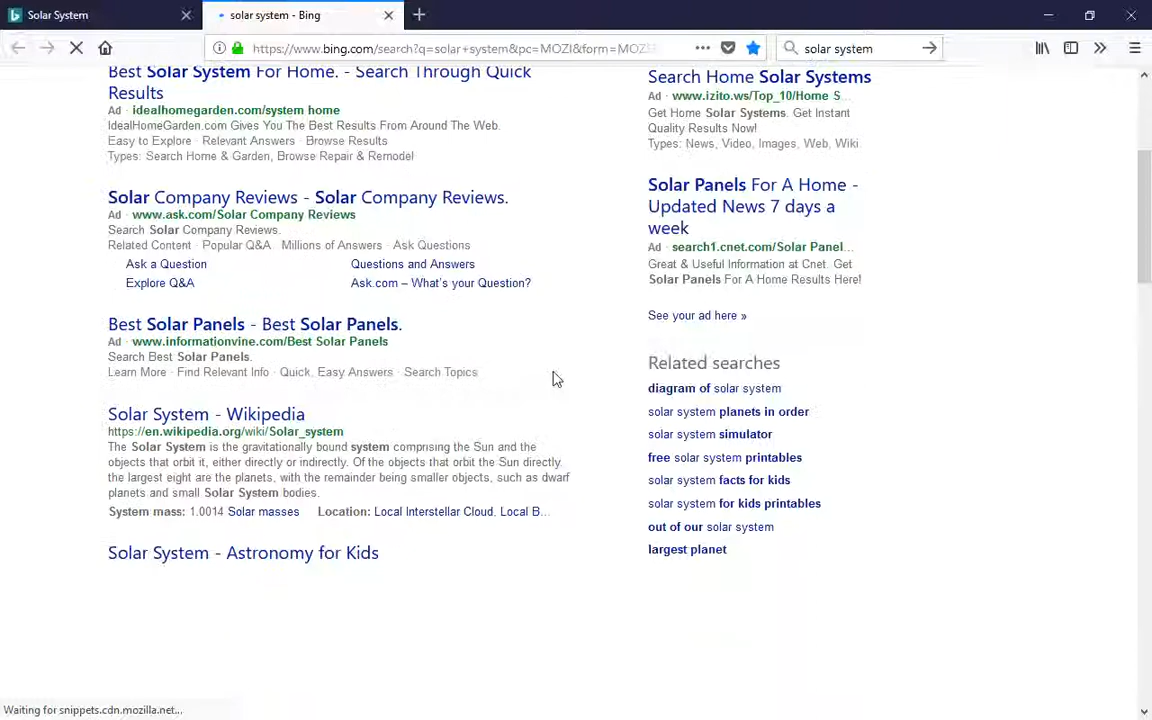 Solar System
solar system - Bing
https://www.bing.com/search?q=solar+system&pc=MOZI&form=MOZ
solar system
Best Solar System For Home. - Search Through Quick
Results
Ad · idealhomegarden.com/system home
IdealHomeGarden.com Gives You The Best Results From Around The Web.
Easy to Explore · Relevant Answers · Browse Results
Types: Search Home & Garden, Browse Repair & Remodel
Solar Company Reviews - Solar Company Reviews.
Ad · www.ask.com/Solar Company Reviews
Search Solar Company Reviews.
Related Content · Popular Q&A · Millions of Answers · Ask Questions
Ask a Question
Questions and Answers
Explore Q&A
Ask.com – What's your Question?
Best Solar Panels - Best Solar Panels.
Ad · www.informationvine.com/Best Solar Panels
Search Best Solar Panels.
Learn More · Find Relevant Info · Quick, Easy Answers · Search Topics
Solar System - Wikipedia
https://en.wikipedia.org/wiki/Solar_system
The Solar System is the gravitationally bound system comprising the Sun and the
objects that orbit it, either directly or indirectly. Of the objects that orbit the Sun directly,
the largest eight are the planets, with the remainder being smaller objects, such as dwarf
planets and small Solar System bodies.
System mass: 1.0014 Solar masses Location: Local Interstellar Cloud, Local B...
Solar System - Astronomy for Kids
Search Home Solar Systems
Ad · www.izito.ws/Top_10/Home S...
Get Home Solar Systems. Get Instant
Quality Results Now!
Types: News, Video, Images, Web, Wiki
Solar Panels For A Home -
Updated News 7 days a
week
Ad · search1.cnet.com/Solar Panel...
Great & Useful Information at Cnet. Get
Solar Panels For A Home Results Here!
See your ad here »
Related searches
diagram of solar system
solar system planets in order
solar system simulator
free solar system printables
solar system facts for kids
solar system for kids printables
out of our solar system
largest planet
Waiting for snippets.cdn.mozilla.net...